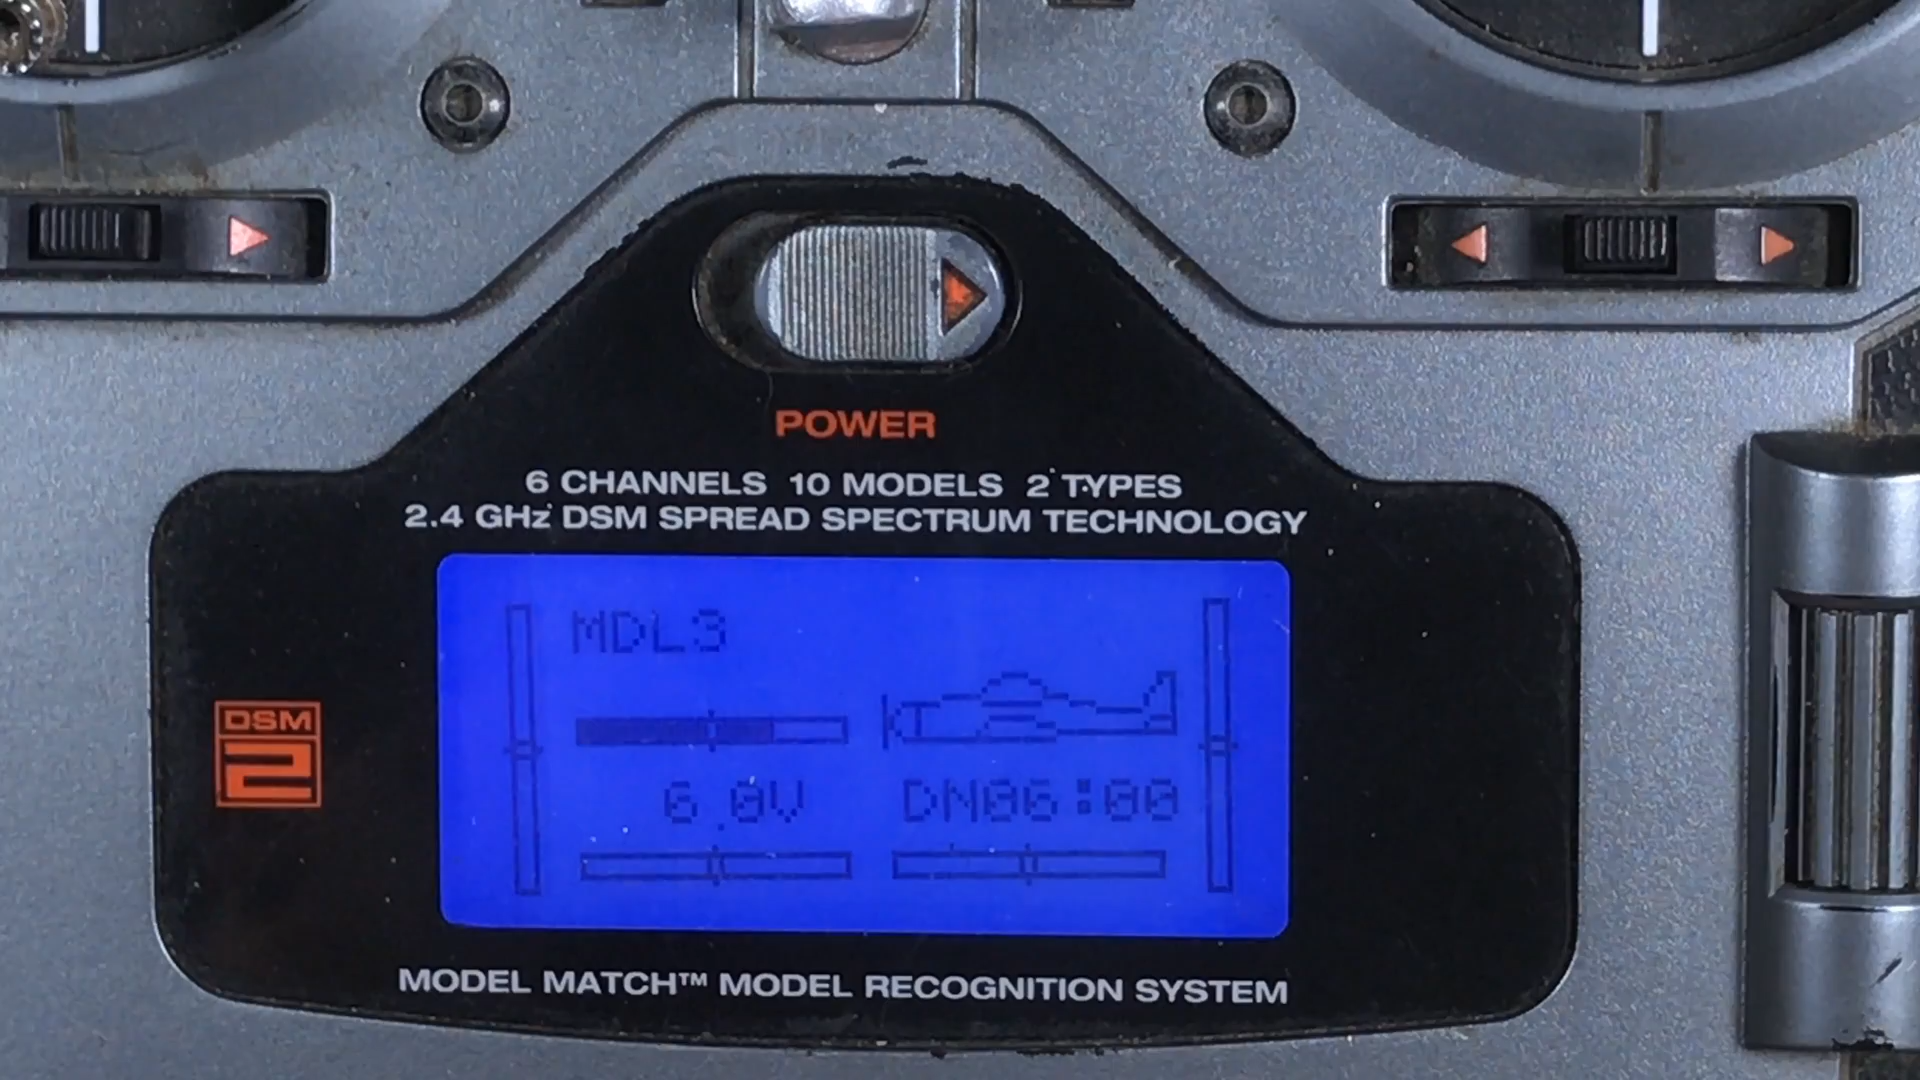 POWER
6 CHANNELS 10 MODELS 2 TYPES
2.4 GHz DSM SPREAD SPECTRUM TECHNOLOGY
MDL3
6.0V DN06:00
DSM
2
MODEL MATCH™ MODEL RECOGNITION SYSTEM